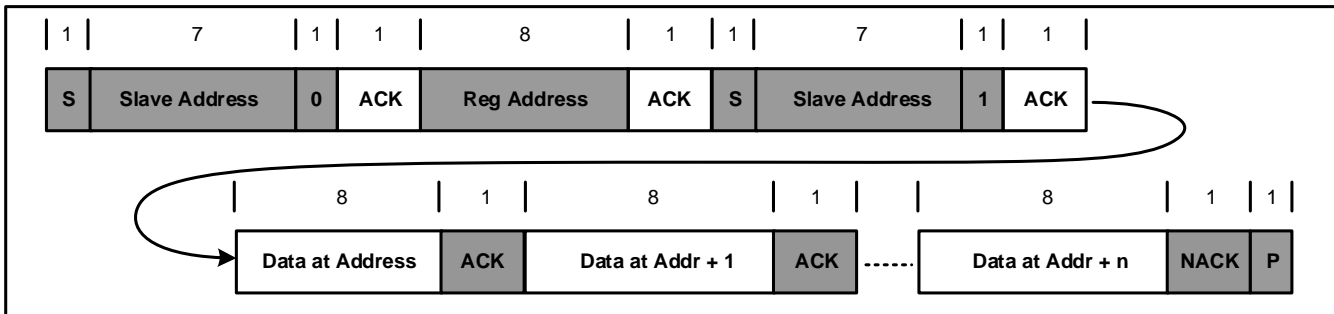 1 7 1 1 8 1 1 7 1 1
S Slave Address 0 ACK Reg Address ACK S Slave Address 1 ACK
8 1 8 1 8 1 1
Data at Address ACK Data at Addr + 1 ACK Data at Addr + n NACK P